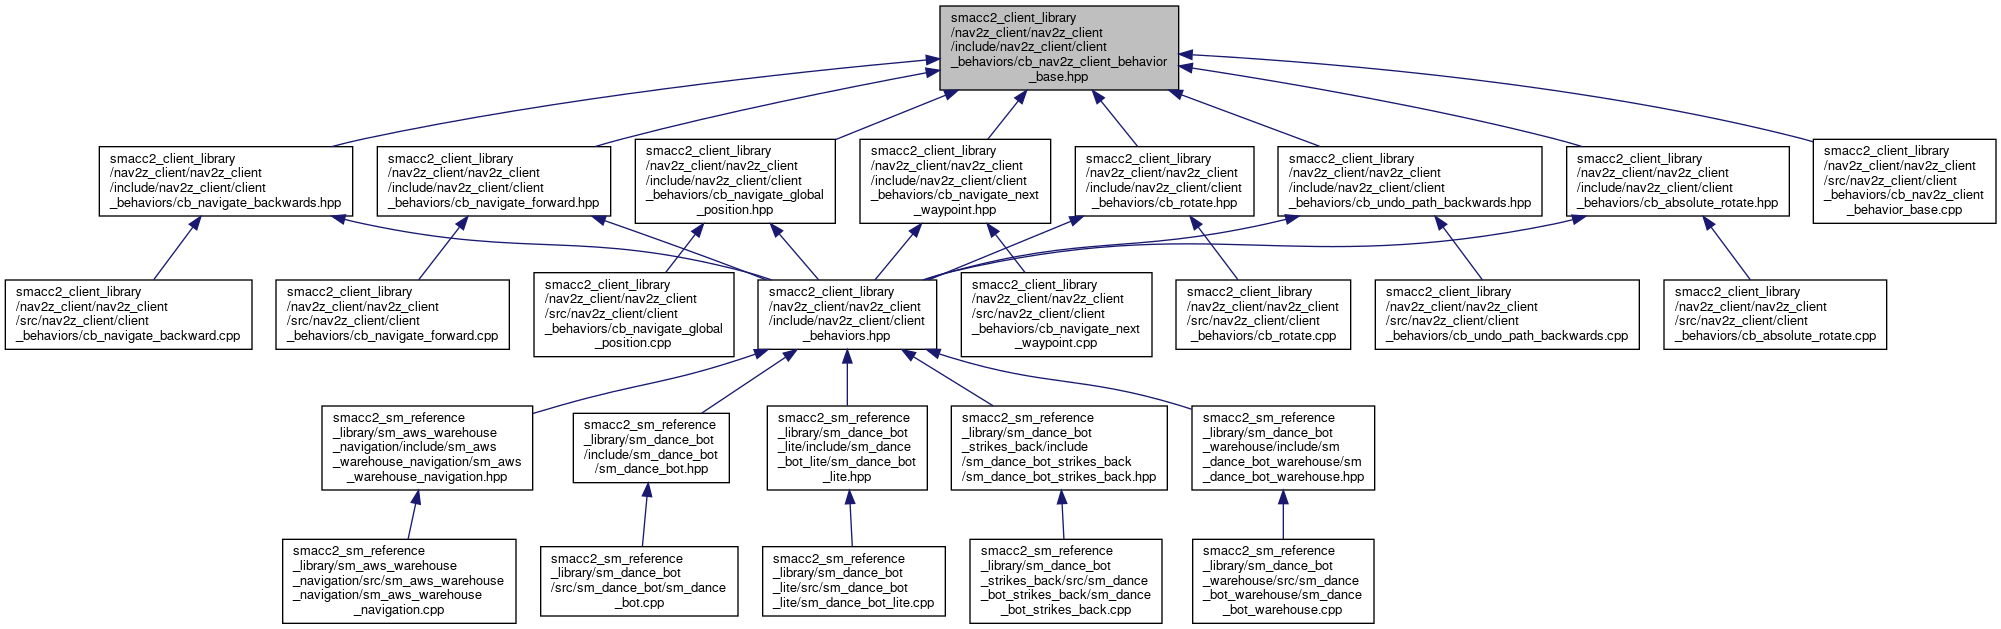 smacc2_client_library
/nav2z_client/nav2z_client
/include/nav2z_client/client
_behaviors/cb_nav2z_client_behavior
_base.hpp
smacc2_client_library
/nav2z_client/nav2z_client
/include/nav2z_client/client
_behaviors/cb_navigate_backwards.hpp
smacc2_client_library
/nav2z_client/nav2z_client
/include/nav2z_client/client
_behaviors/cb_navigate_forward.hpp
smacc2_client_library
/nav2z_client/nav2z_client
/include/nav2z_client/client
_behaviors/cb_navigate_global
_position.hpp
smacc2_client_library
/nav2z_client/nav2z_client
/include/nav2z_client/client
_behaviors/cb_navigate_next
_waypoint.hpp
smacc2_client_library
/nav2z_client/nav2z_client
/include/nav2z_client/client
_behaviors/cb_rotate.hpp
smacc2_client_library
/nav2z_client/nav2z_client
/include/nav2z_client/client
_behaviors/cb_undo_path_backwards.hpp
smacc2_client_library
/nav2z_client/nav2z_client
/include/nav2z_client/client
_behaviors/cb_absolute_rotate.hpp
smacc2_client_library
/nav2z_client/nav2z_client
/src/nav2z_client/client
_behaviors/cb_nav2z_client
_behavior_base.cpp
smacc2_client_library
/nav2z_client/nav2z_client
/src/nav2z_client/client
_behaviors/cb_navigate_backward.cpp
smacc2_client_library
/nav2z_client/nav2z_client
/src/nav2z_client/client
_behaviors/cb_navigate_forward.cpp
smacc2_client_library
/nav2z_client/nav2z_client
/src/nav2z_client/client
_behaviors/cb_navigate_global
_position.cpp
smacc2_client_library
/nav2z_client/nav2z_client
/include/nav2z_client/client
_behaviors.hpp
smacc2_client_library
/nav2z_client/nav2z_client
/src/nav2z_client/client
_behaviors/cb_navigate_next
_waypoint.cpp
smacc2_client_library
/nav2z_client/nav2z_client
/src/nav2z_client/client
_behaviors/cb_rotate.cpp
smacc2_client_library
/nav2z_client/nav2z_client
/src/nav2z_client/client
_behaviors/cb_undo_path_backwards.cpp
smacc2_client_library
/nav2z_client/nav2z_client
/src/nav2z_client/client
_behaviors/cb_absolute_rotate.cpp
smacc2_sm_reference
_library/sm_aws_warehouse
_navigation/include/sm_aws
_warehouse_navigation/sm_aws
_warehouse_navigation.hpp
smacc2_sm_reference
_library/sm_dance_bot
/include/sm_dance_bot
/sm_dance_bot.hpp
smacc2_sm_reference
_library/sm_dance_bot
_lite/include/sm_dance
_bot_lite/sm_dance_bot
_lite.hpp
smacc2_sm_reference
_library/sm_dance_bot
_strikes_back/include
/sm_dance_bot_strikes_back
/sm_dance_bot_strikes_back.hpp
smacc2_sm_reference
_library/sm_dance_bot
_warehouse/include/sm
_dance_bot_warehouse/sm
_dance_bot_warehouse.hpp
smacc2_sm_reference
_library/sm_aws_warehouse
_navigation/src/sm_aws_warehouse
_navigation/sm_aws_warehouse
_navigation.cpp
smacc2_sm_reference
_library/sm_dance_bot
/src/sm_dance_bot/sm_dance
_bot.cpp
smacc2_sm_reference
_library/sm_dance_bot
_lite/src/sm_dance_bot
_lite/sm_dance_bot_lite.cpp
smacc2_sm_reference
_library/sm_dance_bot
_strikes_back/src/sm_dance
_bot_strikes_back/sm_dance
_bot_strikes_back.cpp
smacc2_sm_reference
_library/sm_dance_bot
_warehouse/src/sm_dance
_bot_warehouse/sm_dance
_bot_warehouse.cpp